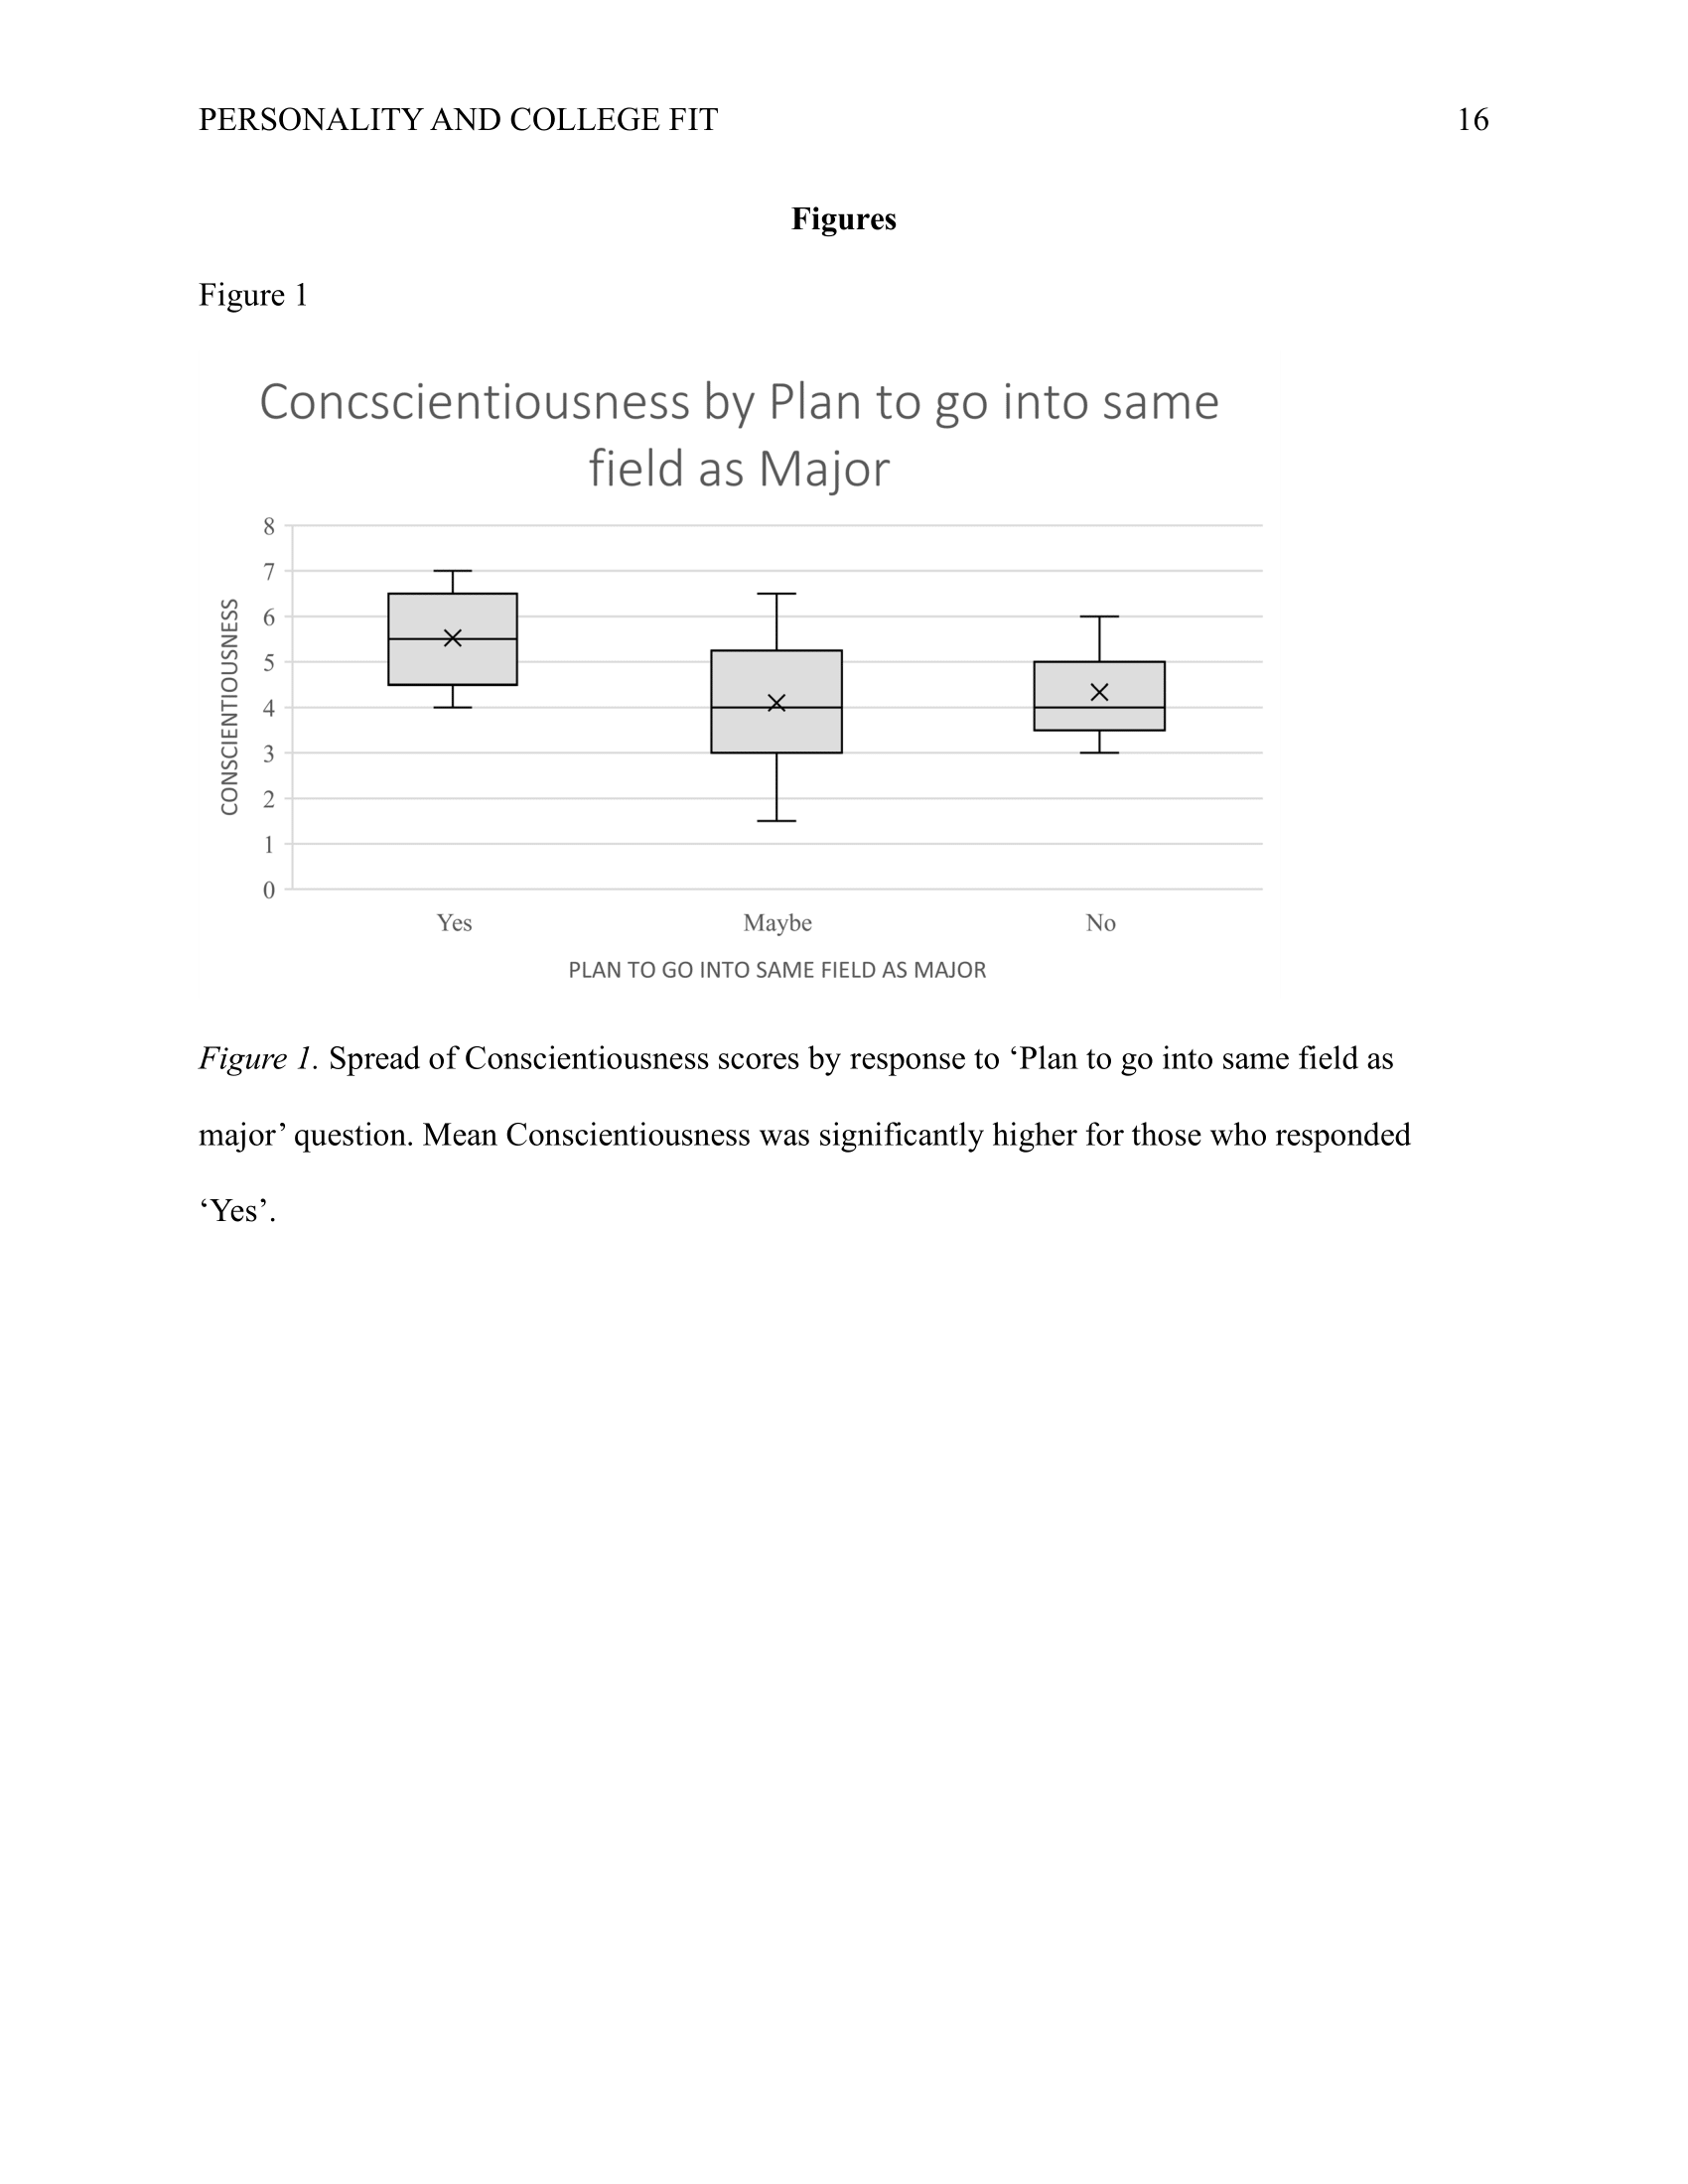 PERSONALITY AND COLLEGE FIT 16
Figures
Figure 1
Concscientiousness by Plan to go into same
field as Major
8
7
6
5
4
3
2
1
0
CONSCIENTIOUSNESS
Yes Maybe No
PLAN TO GO INTO SAME FIELD AS MAJOR
Figure 1. Spread of Conscientiousness scores by response to ‘Plan to go into same field as
major’ question. Mean Conscientiousness was significantly higher for those who responded
‘Yes’.